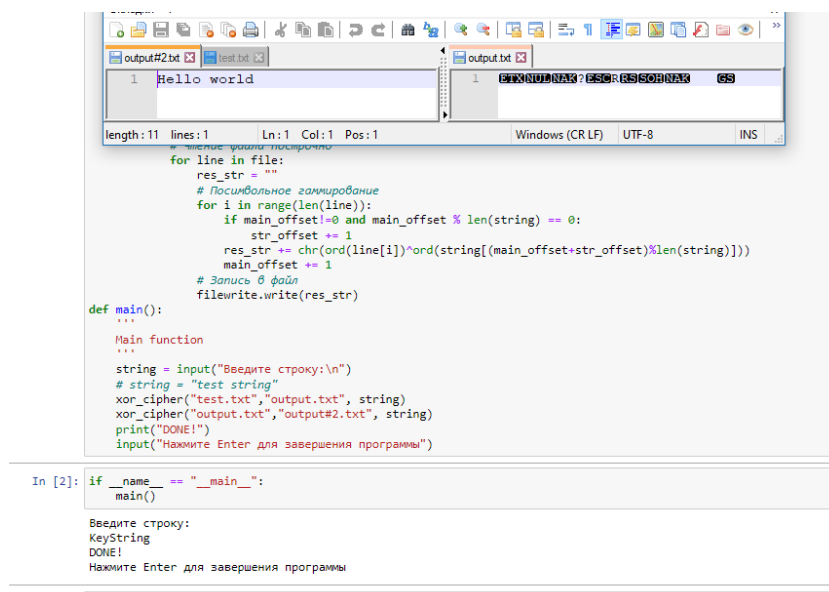 output#2.txt test.txt output.txt
1 Hello world
1 ETX NUL NAK ? ESC R RS SOH NAK GS
length : 11 lines : 1 Ln : 1 Col : 1 Pos : 1 Windows (CR LF) UTF-8 INS
# Чтение файла построчно
for line in file:
res_str = ""
# Посимвольное гаммирование
for i in range(len(line)):
if main_offset!=0 and main_offset % len(string) == 0:
str_offset += 1
res_str += chr(ord(line[i])^ord(string[(main_offset+str_offset)%len(string)]))
main_offset += 1
# Запись в файл
filewrite.write(res_str)
def main():
'''
Main function
'''
string = input("Введите строку:\n")
# string = "test string"
xor_cipher("test.txt","output.txt", string)
xor_cipher("output.txt","output#2.txt", string)
print("DONE!")
input("Нажмите Enter для завершения программы")
In [2]: if __name__ == "__main__":
main()
Введите строку:
KeyString
DONE!
Нажмите Enter для завершения программы